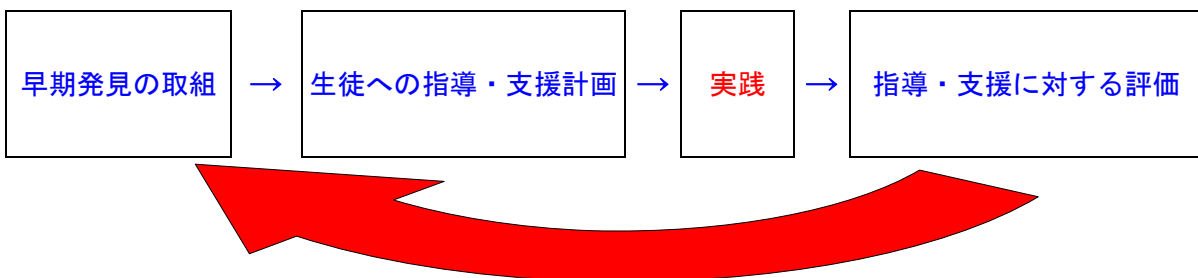 早期発見の取組 → 生徒への指導・支援計画 → 実践 → 指導・支援に対する評価